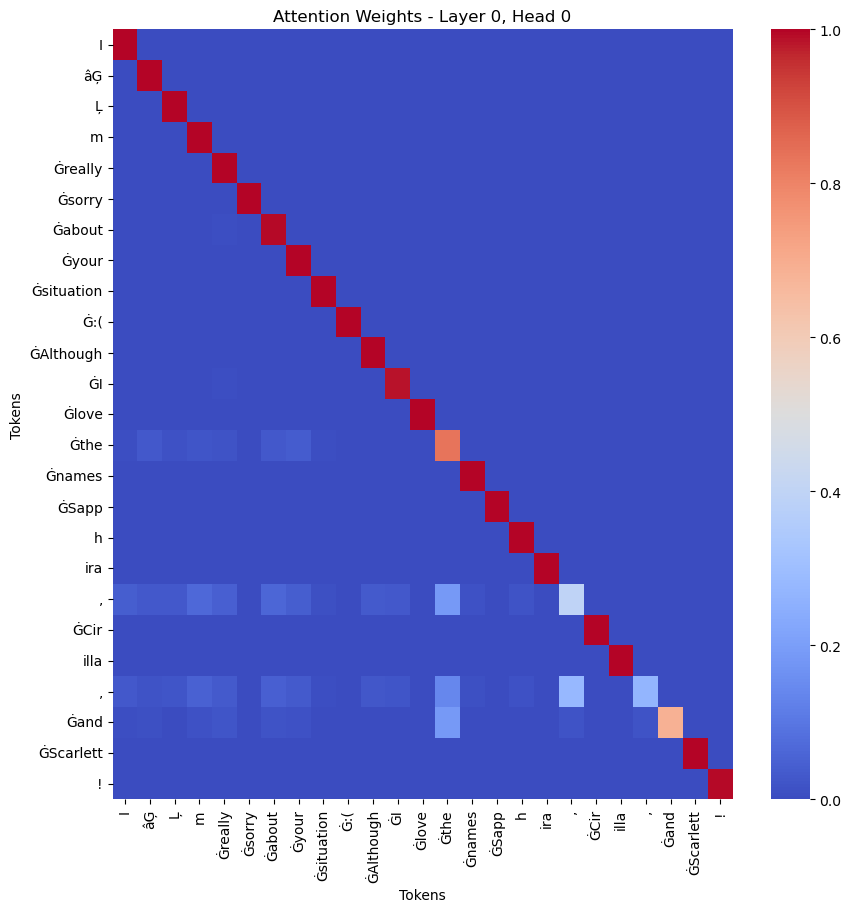 Attention Weights - Layer 0, Head 0
I
âĢ
Ļ
m
Ġreally
Ġsorry
Ġabout
Ġyour
Ġsituation
Ġ:(
ĠAlthough
ĠI
Ġlove
Ġthe
Ġnames
ĠSapp
h
ira
,
ĠCir
illa
,
Ġand
ĠScarlett
!
Tokens
I
âĢ
Ļ
m
Ġreally
Ġsorry
Ġabout
Ġyour
Ġsituation
Ġ:(
ĠAlthough
ĠI
Ġlove
Ġthe
Ġnames
ĠSapp
h
ira
,
ĠCir
illa
,
Ġand
ĠScarlett
!
Tokens
1.0
0.8
0.6
0.4
0.2
0.0